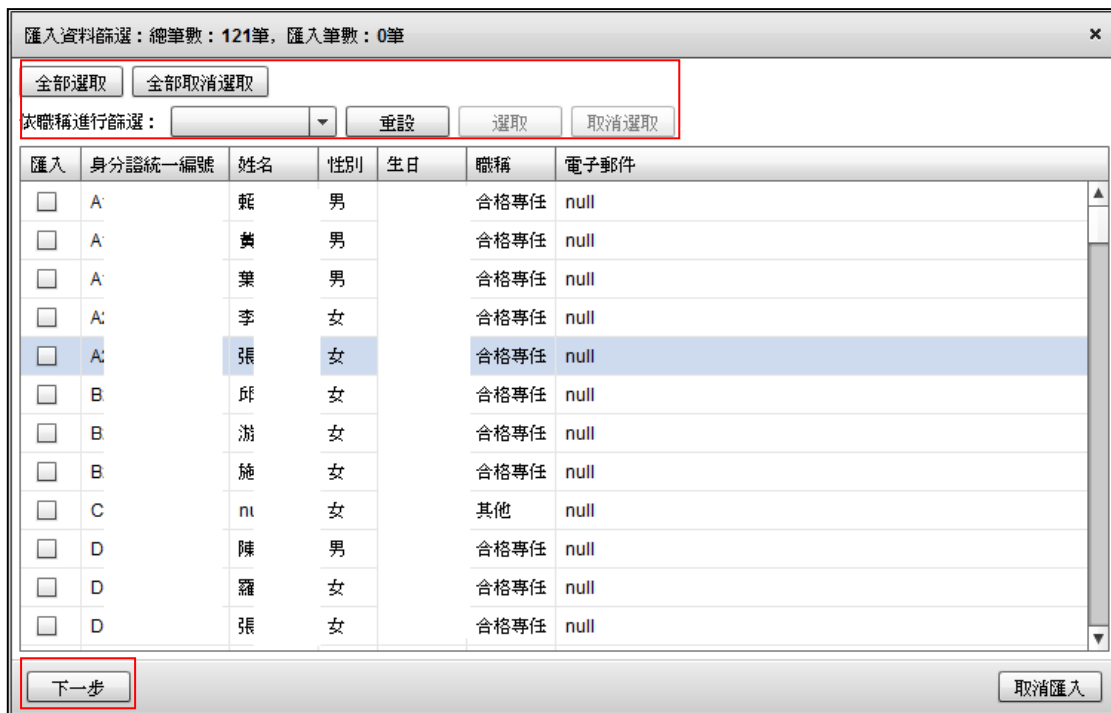 匯入資料篩選：總筆數：121筆, 匯入筆數：0筆 ×
全部選取 全部取消選取
依職稱進行篩選： 重設 選取 取消選取
匯入 身分證統一編號 姓名 性別 生日 職稱 電子郵件
A 賴 男 合格專任 null
A 黃 男 合格專任 null
A 葉 男 合格專任 null
A2 李 女 合格專任 null
A2 張 女 合格專任 null
B 邱 女 合格專任 null
B 游 女 合格專任 null
B 施 女 合格專任 null
C 女 其他 null
D 陳 男 合格專任 null
D 羅 女 合格專任 null
D 張 女 合格專任 null
下一步 取消匯入